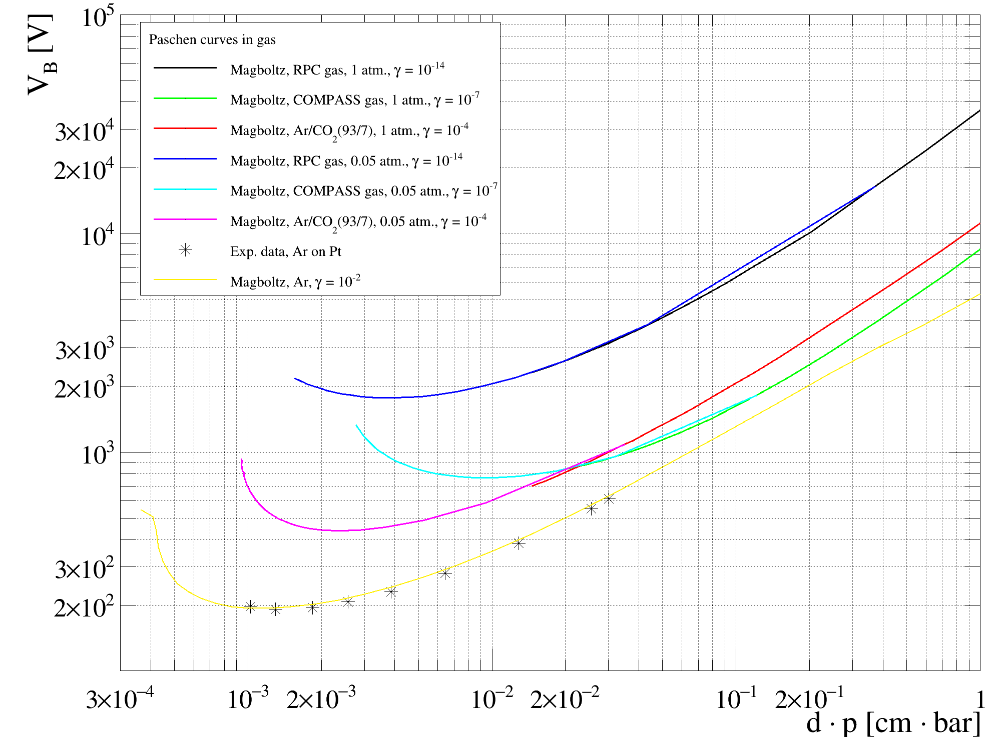 V_B [V]
10^5
3×10^4
2×10^4
10^4
3×10^3
2×10^3
10^3
3×10^2
2×10^2
Paschen curves in gas
Magboltz, RPC gas, 1 atm., γ = 10^-14
Magboltz, COMPASS gas, 1 atm., γ = 10^-7
Magboltz, Ar/CO_2(93/7), 1 atm., γ = 10^-4
Magboltz, RPC gas, 0.05 atm., γ = 10^-14
Magboltz, COMPASS gas, 0.05 atm., γ = 10^-7
Magboltz, Ar/CO_2(93/7), 0.05 atm., γ = 10^-4
Exp. data, Ar on Pt
Magboltz, Ar, γ = 10^-2
3×10^−4 10^−3 2×10^−3 10^−2 2×10^−2 10^−1 2×10^−1 1
d · p [cm · bar]